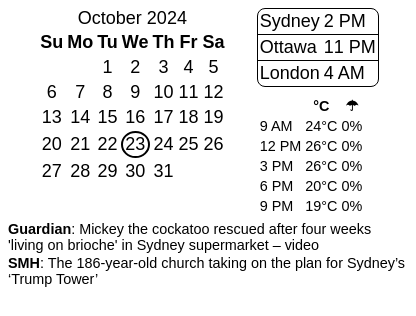 October 2024
Su Mo Tu We Th Fr Sa
1 2 3 4 5
6 7 8 9 10 11 12
13 14 15 16 17 18 19
20 21 22 23 24 25 26
27 28 29 30 31
Sydney 2 PM
Ottawa 11 PM
London 4 AM
°C ☂
9 AM 24°C 0%
12 PM 26°C 0%
3 PM 26°C 0%
6 PM 20°C 0%
9 PM 19°C 0%
Guardian: Mickey the cockatoo rescued after four weeks
'living on brioche' in Sydney supermarket – video
SMH: The 186-year-old church taking on the plan for Sydney’s
‘Trump Tower’